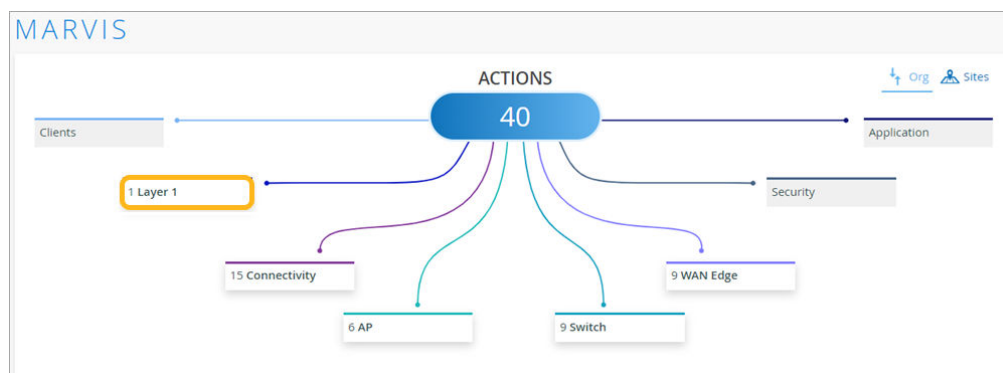 MARVIS
ACTIONS
40
Org
Sites
Clients
Application
1 Layer 1
Security
15 Connectivity
9 WAN Edge
6 AP
9 Switch